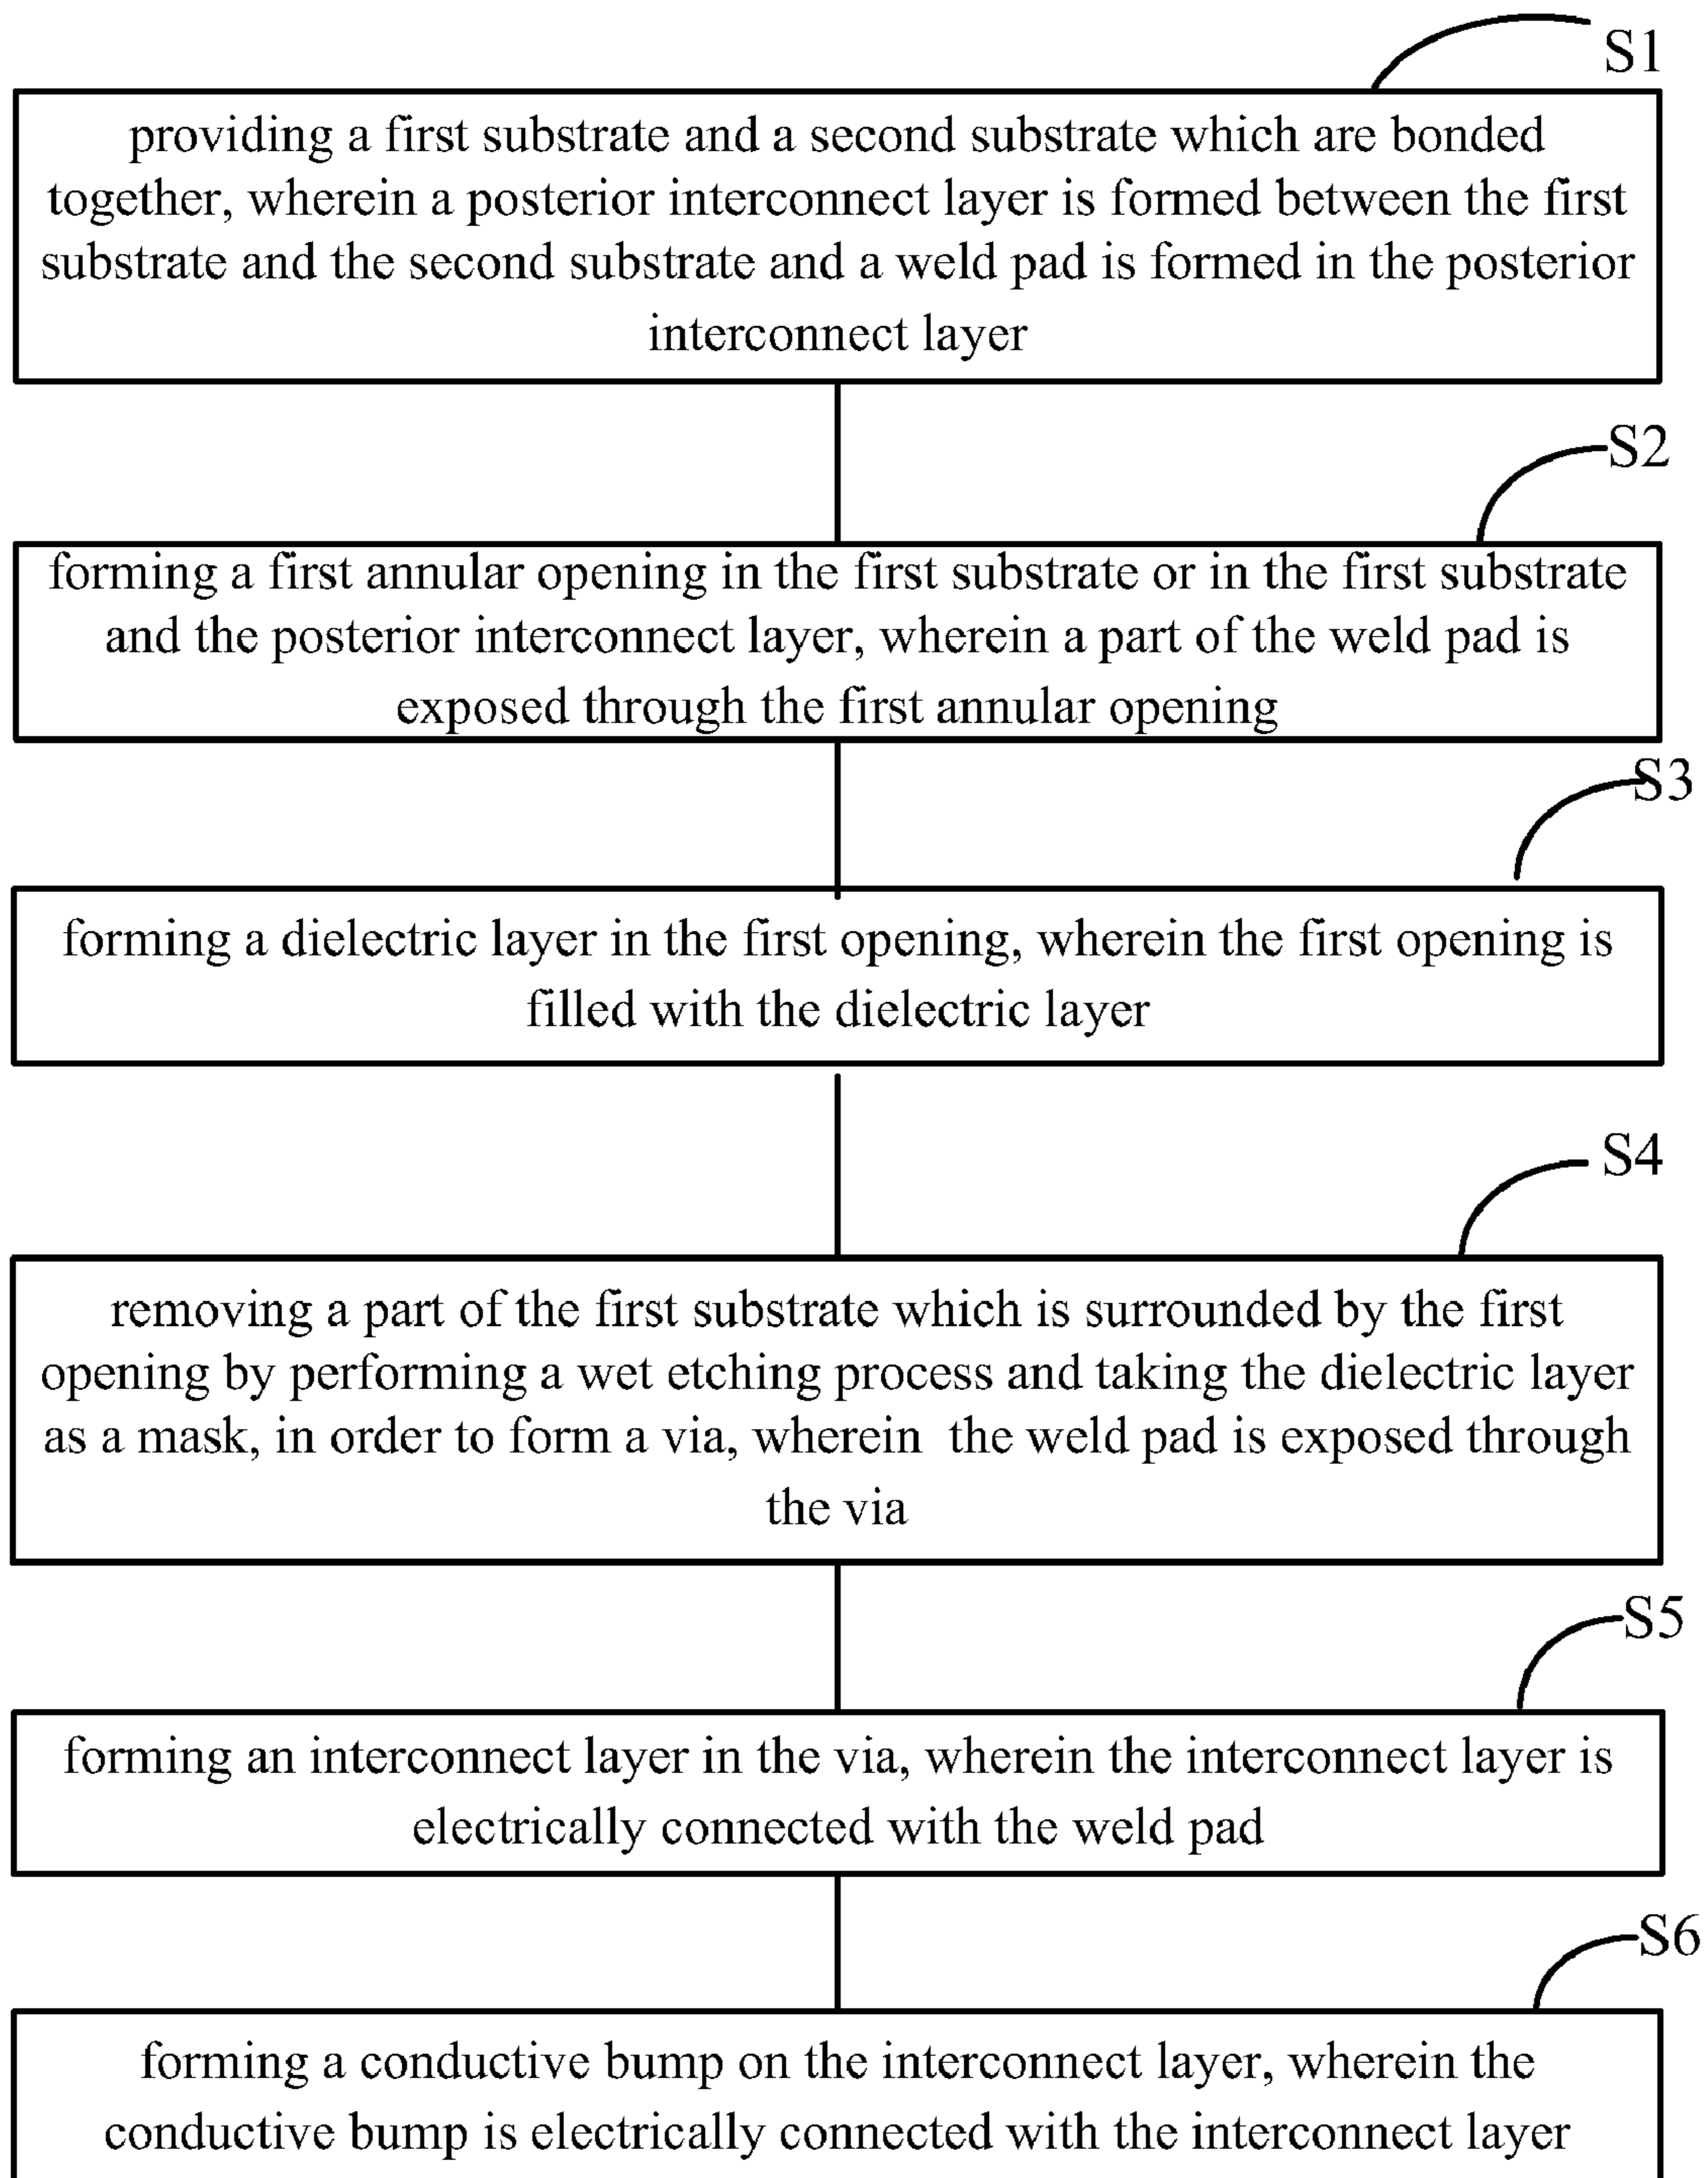 S1
providing a first substrate and a second substrate which are bonded
together, wherein a posterior interconnect layer is formed between the first
substrate and the second substrate and a weld pad is formed in the posterior
interconnect layer
S2
forming a first annular opening in the first substrate or in the first substrate
and the posterior interconnect layer, wherein a part of the weld pad is
exposed through the first annular opening
S3
forming a dielectric layer in the first opening, wherein the first opening is
filled with the dielectric layer
S4
removing a part of the first substrate which is surrounded by the first
opening by performing a wet etching process and taking the dielectric layer
as a mask, in order to form a via, wherein the weld pad is exposed through
the via
S5
forming an interconnect layer in the via, wherein the interconnect layer is
electrically connected with the weld pad
S6
forming a conductive bump on the interconnect layer, wherein the
conductive bump is electrically connected with the interconnect layer